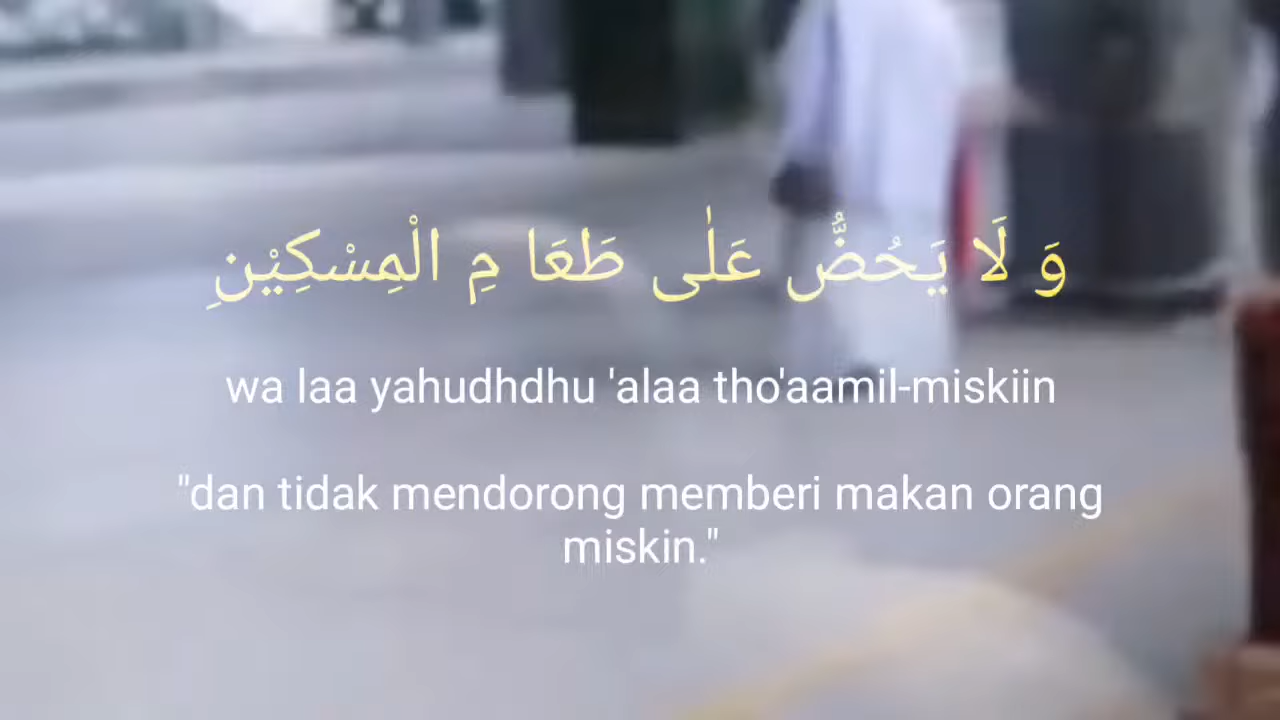 وَ لَا يَحُضُّ عَلٰى طَعَا مِ الْمِسْكِيْنِ
wa laa yahudhdhu 'alaa tho'aamil-miskiin
"dan tidak mendorong memberi makan orang
miskin."